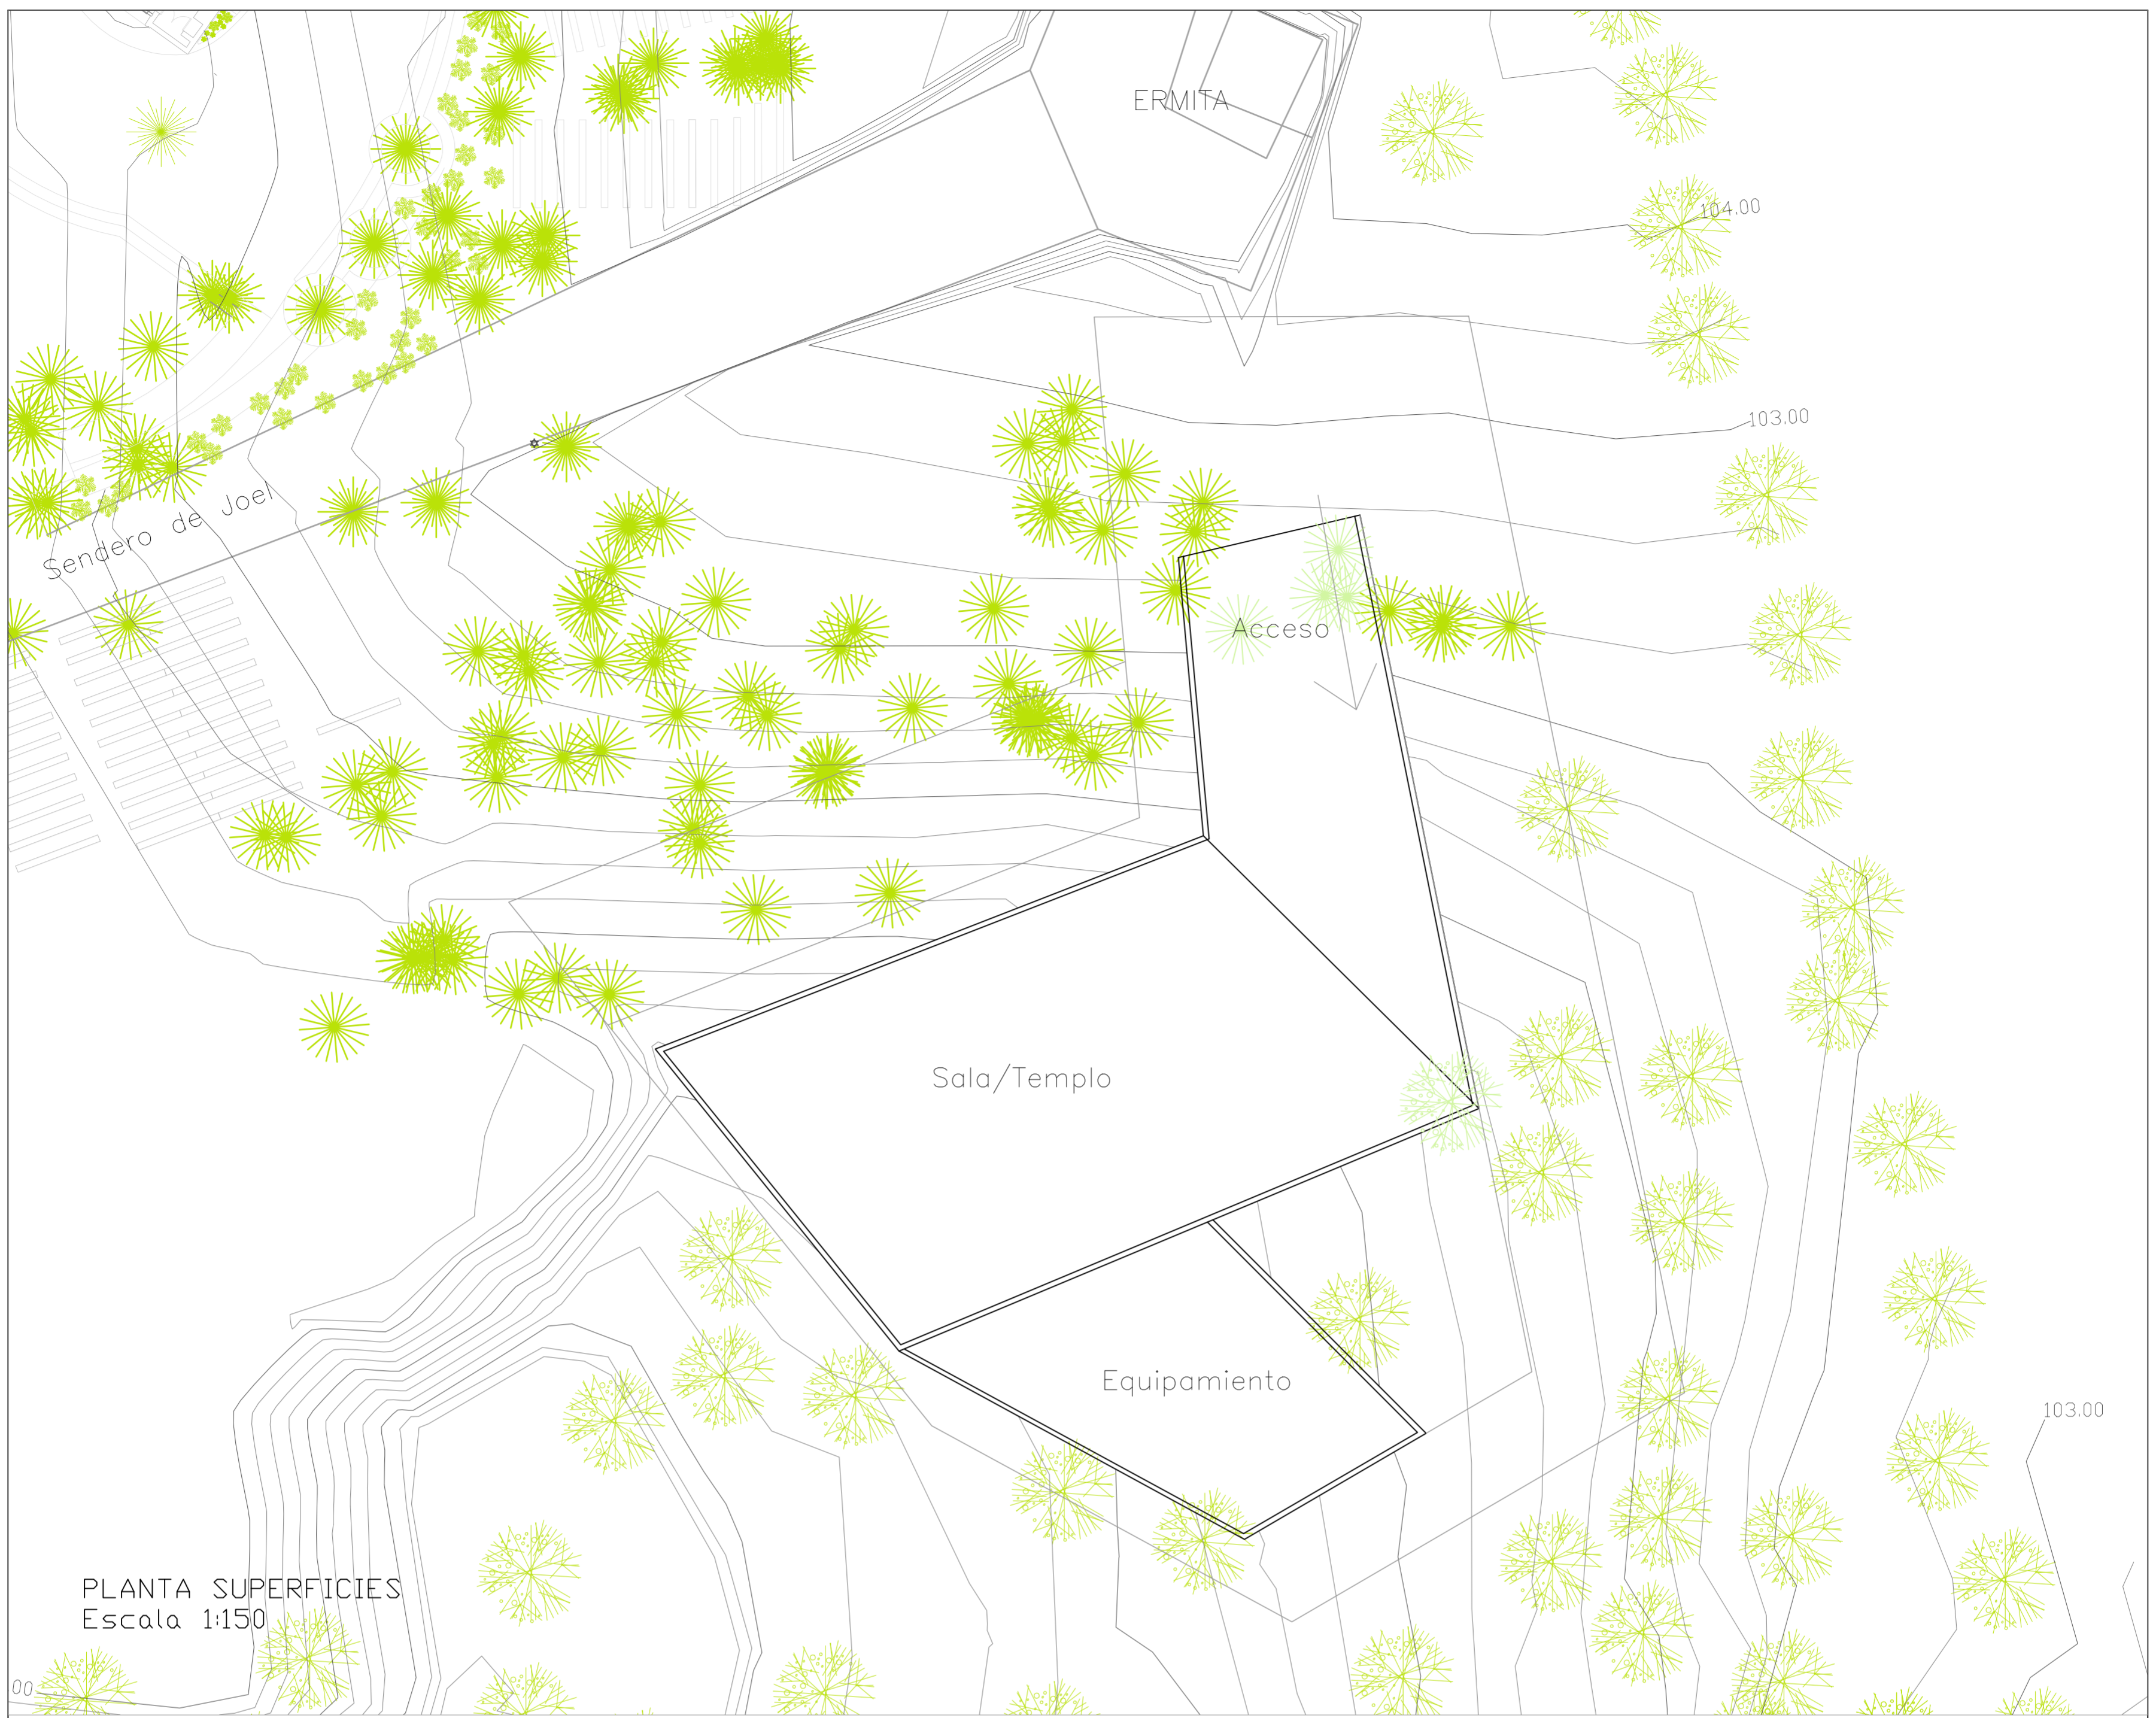 ERMITA
104.00
103.00
Sendero de Joel
Acceso
Sala/Templo
Equipamiento
103.00
PLANTA SUPERFICIES
Escala 1:150
00